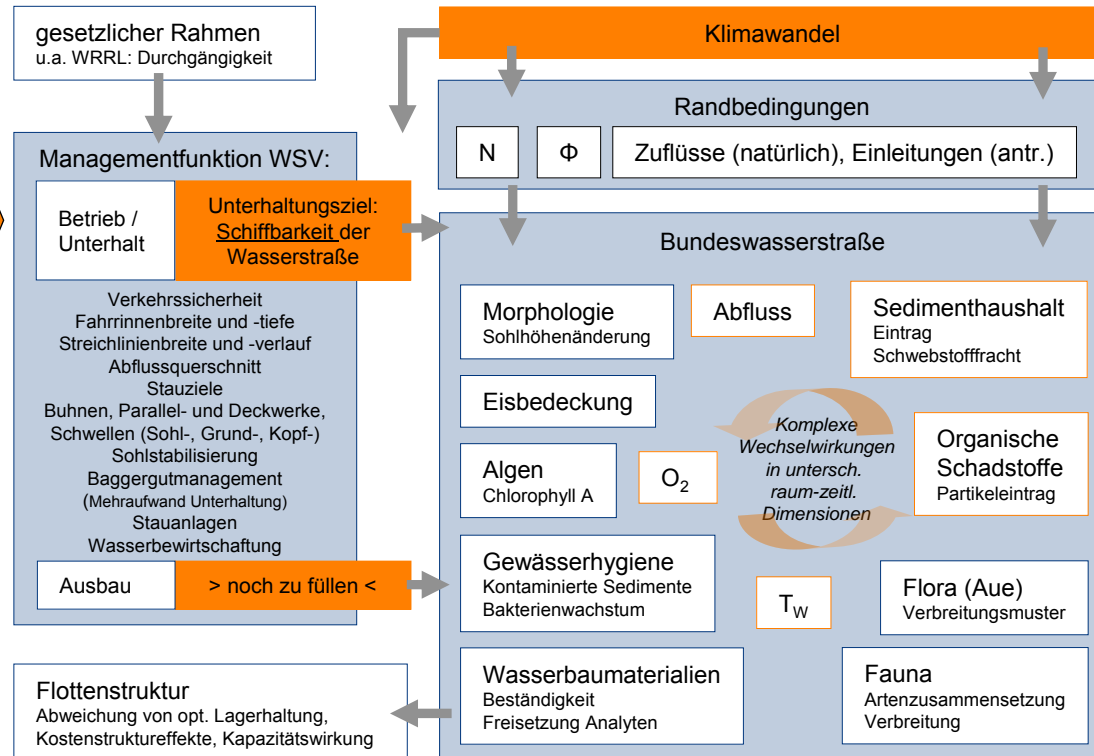 gesetzlicher Rahmen
u.a. WRRL: Durchgängigkeit
Klimawandel
Randbedingungen
N
Φ
Zuflüsse (natürlich), Einleitungen (antr.)
Managementfunktion WSV:
Betrieb /
Unterhalt
Unterhaltungsziel:
Schiffbarkeit der
Wasserstraße
Verkehrssicherheit
Fahrrinnenbreite und -tiefe
Streichlinienbreite und -verlauf
Abflussquerschnitt
Stauziele
Buhnen, Parallel- und Deckwerke,
Schwellen (Sohl-, Grund-, Kopf-)
Sohlstabilisierung
Baggergutmanagement
(Mehraufwand Unterhaltung)
Stauanlagen
Wasserbewirtschaftung
Ausbau
> noch zu füllen <
Bundeswasserstraße
Morphologie
Sohlhöhenänderung
Abfluss
Sedimenthaushalt
Eintrag
Schwebstofffracht
Eisbedeckung
Komplexe
Wechselwirkungen
in untersch.
raum-zeitl.
Dimensionen
Algen
Chlorophyll A
O₂
Organische
Schadstoffe
Partikeleintrag
Gewässerhygiene
Kontaminierte Sedimente
Bakterienwachstum
T_W
Flora (Aue)
Verbreitungsmuster
Wasserbaumaterialien
Beständigkeit
Freisetzung Analyten
Fauna
Artenzusammensetzung
Verbreitung
Flottenstruktur
Abweichung von opt. Lagerhaltung,
Kostenstruktureffekte, Kapazitätswirkung